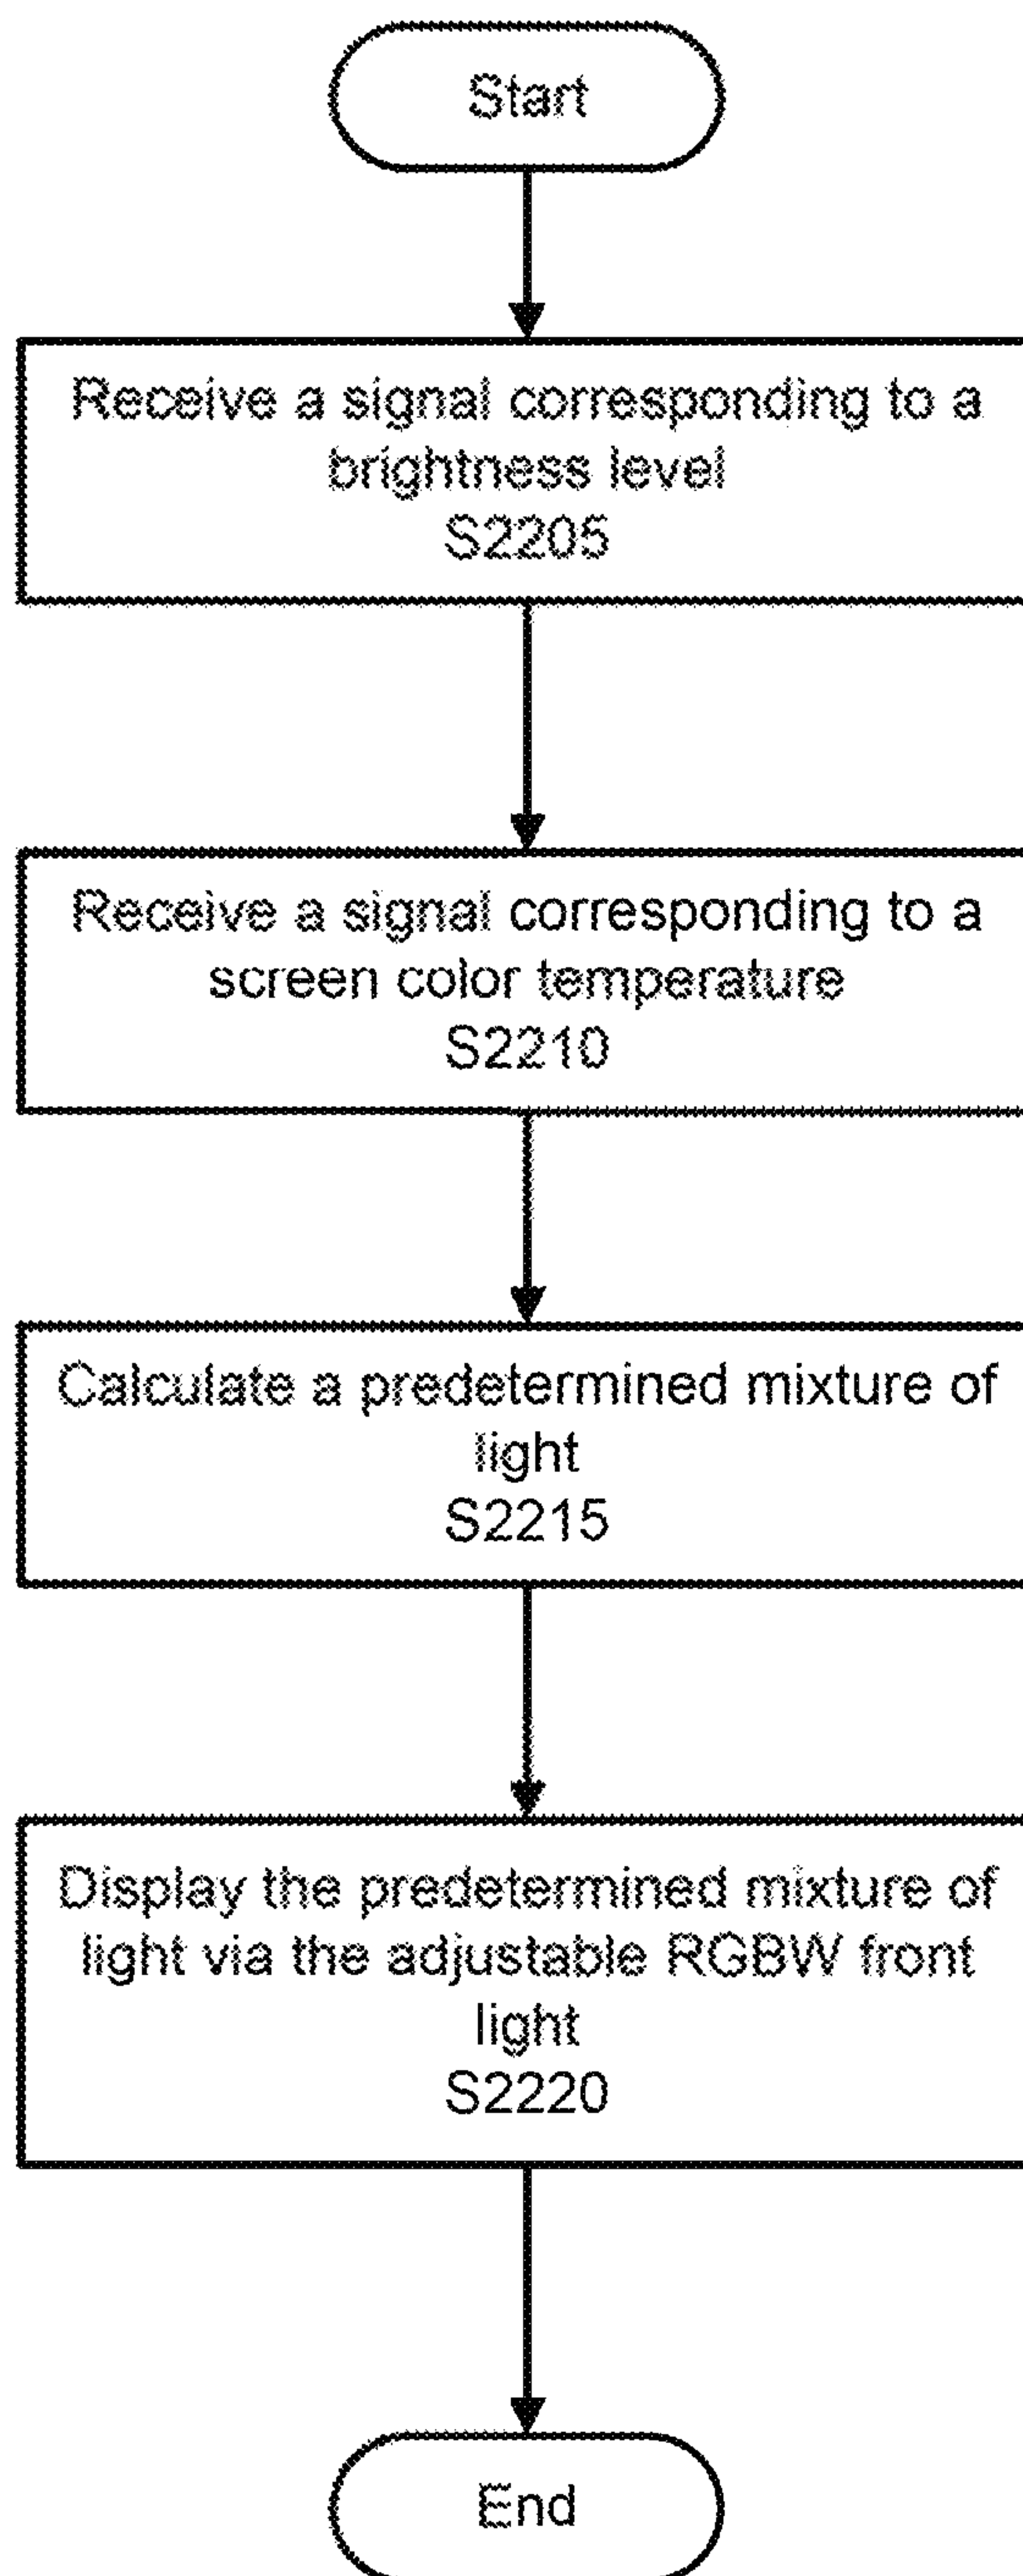 Start
Receive a signal corresponding to a
brightness level
S2205
Receive a signal corresponding to a
screen color temperature
S2210
Calculate a predetermined mixture of
light
S2215
Display the predetermined mixture of
light via the adjustable RGBW front
light
S2220
End